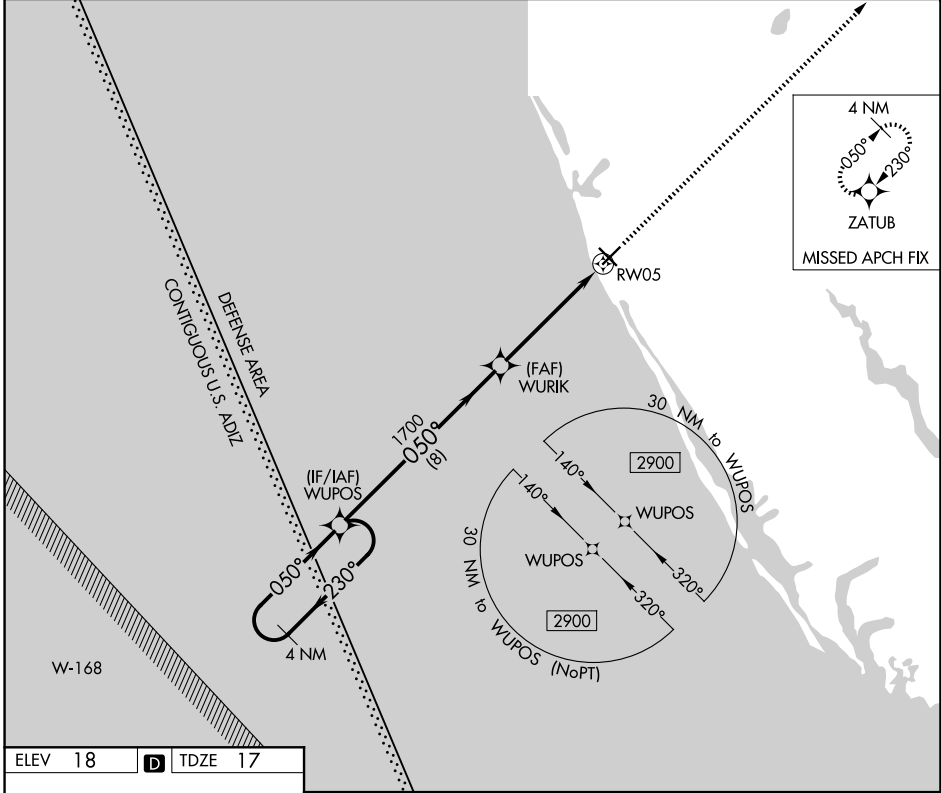 4 NM
050°
230°
ZATUB
MISSED APCH FIX
RW05
DEFENSE AREA
CONTIGUOUS U.S. ADIZ
(FAF)
WURIK
1700
050°
(8)
(IF/IAF)
WUPOS
30 NM to WUPOS
2900
140°
WUPOS
320°
140°
WUPOS
320°
2900
30 NM to WUPOS (NoPT)
050°
230°
4 NM
W-168
ELEV 18 D TDZE 17